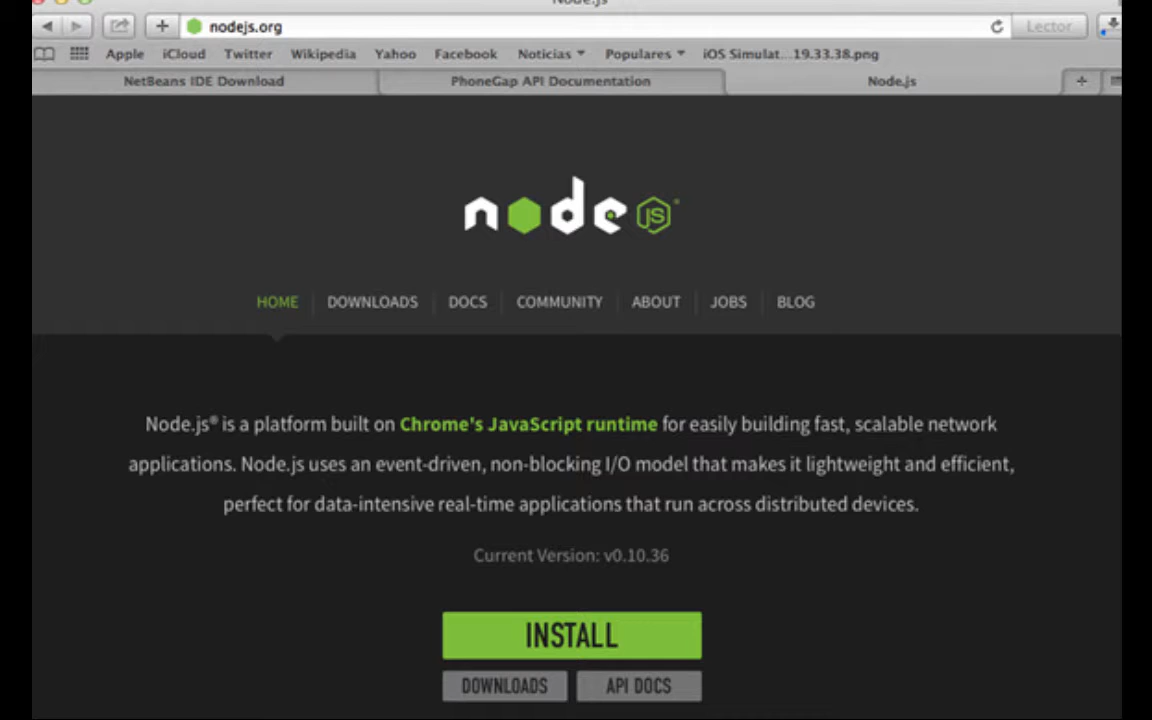 Node.js
nodejs.org
Lector
Apple iCloud Twitter Wikipedia Yahoo Facebook Noticias Populares iOS Simulat...19.33.38.png
NetBeans IDE Download PhoneGap API Documentation Node.js
node JS
HOME DOWNLOADS DOCS COMMUNITY ABOUT JOBS BLOG
Node.js® is a platform built on Chrome's JavaScript runtime for easily building fast, scalable network
applications. Node.js uses an event-driven, non-blocking I/O model that makes it lightweight and efficient,
perfect for data-intensive real-time applications that run across distributed devices.
Current Version: v0.10.36
INSTALL
DOWNLOADS API DOCS